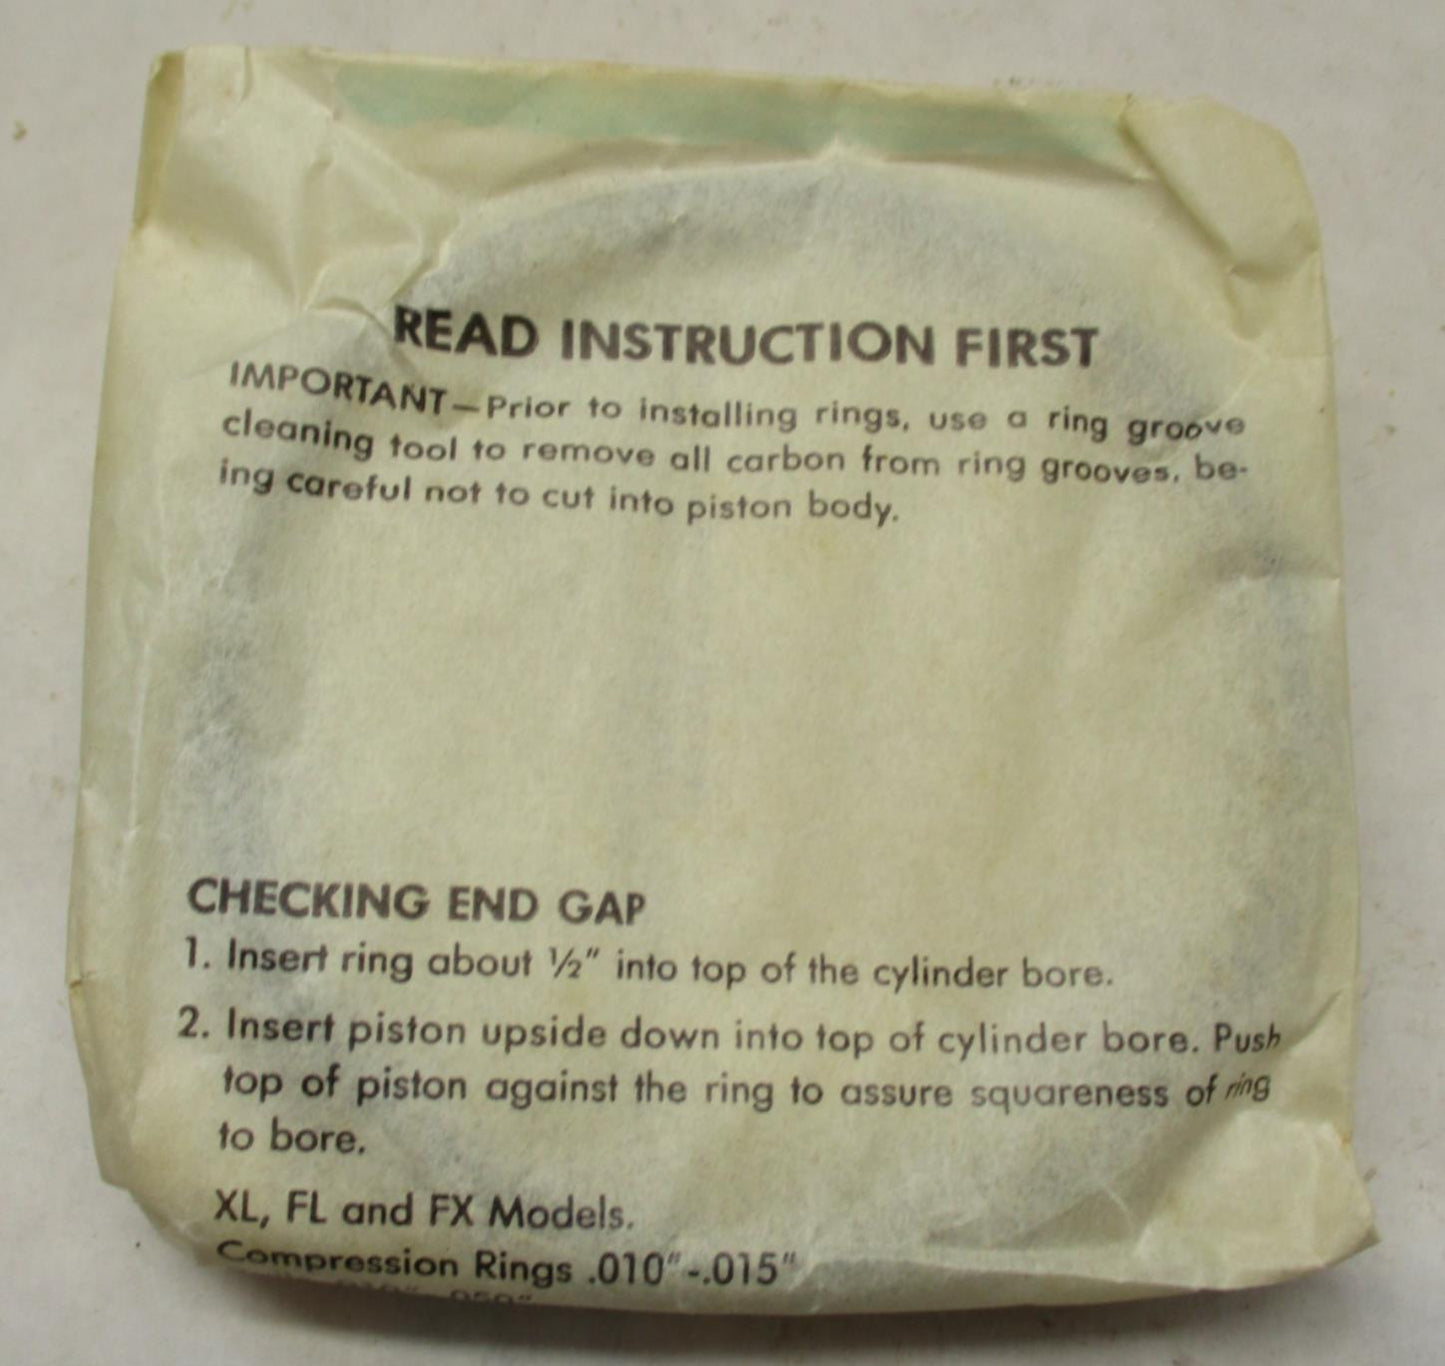 READ INSTRUCTION FIRST
IMPORTANT—Prior to installing rings, use a ring groove
cleaning tool to remove all carbon from ring grooves, be-
ing careful not to cut into piston body.
CHECKING END GAP
1. Insert ring about ½" into top of the cylinder bore.
2. Insert piston upside down into top of cylinder bore. Push
top of piston against the ring to assure squareness of ring
to bore.
XL, FL and FX Models.
Compression Rings .010"-.015"